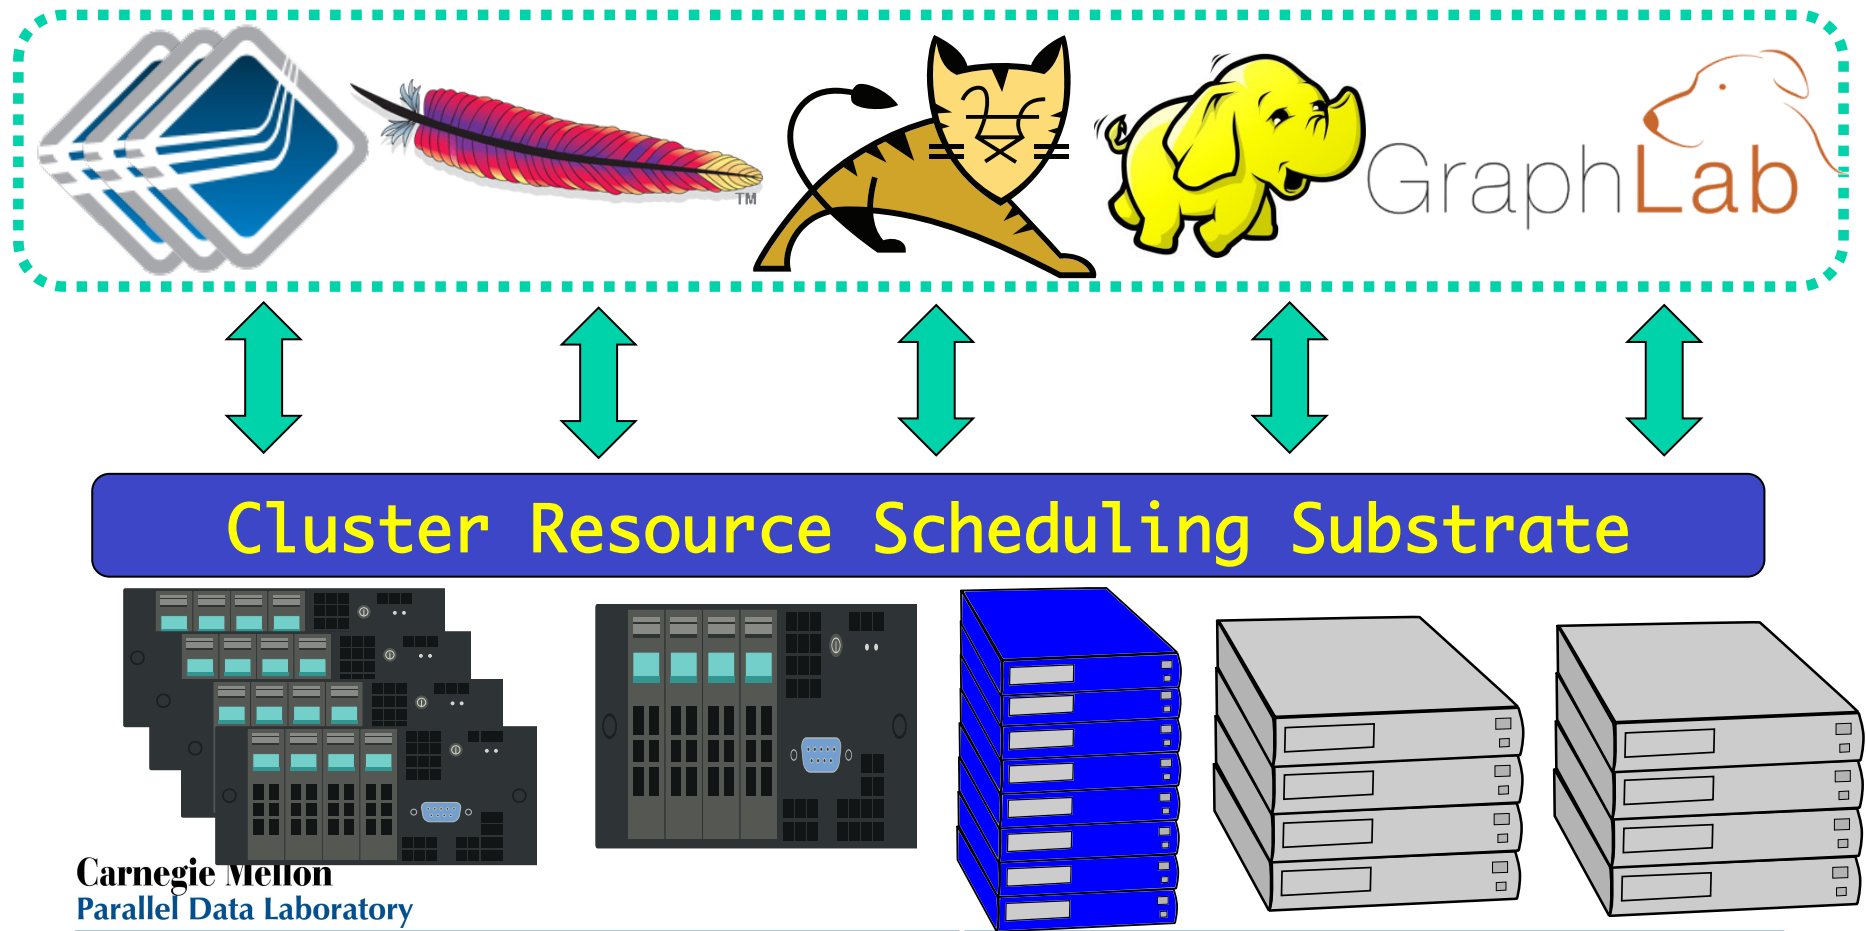 TM
GraphLab
Cluster Resource Scheduling Substrate
Carnegie Mellon
Parallel Data Laboratory